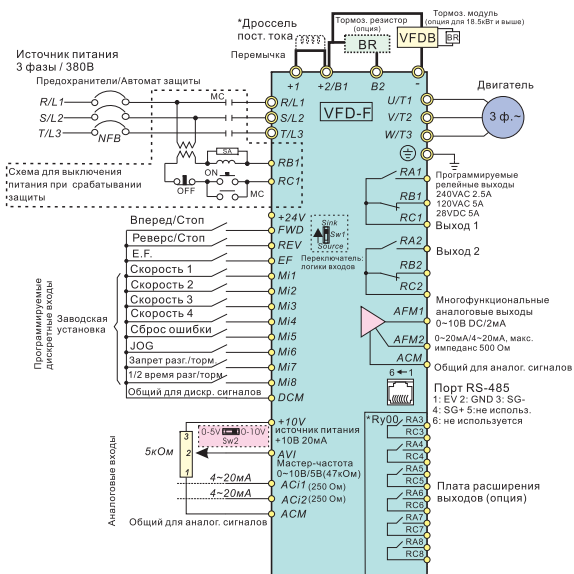 *Дроссель
пост. тока
Перемычка
Тормоз. резистор
(опция)
BR
Тормоз. модуль
(опция для 18.5кВт и выше)
VFDB
BR
Источник питания
3 фазы / 380В
Предохранители/Автомат защиты
+1
+2/B1
B2
-
R/L1
S/L2
T/L3
NFB
MC
R/L1
S/L2
T/L3
VFD-F
U/T1
V/T2
W/T3
Двигатель
3 ф.~
Схема для выключения
питания при срабатывании
защиты
SA
ON
OFF
MC
RB1
RC1
RA1
RB1
RC1
Программируемые
релейные выходы
240VAC 2.5A
120VAC 5A
28VDC 5A
Выход 1
RA2
RB2
RC2
Выход 2
+24V
Вперед/Стоп
FWD
Реверс/Стоп
REV
E.F.
EF
Скорость 1
Mi1
Скорость 2
Mi2
Скорость 3
Mi3
Скорость 4
Mi4
Сброс ошибки
Mi5
JOG
Mi6
Запрет разг./торм.
Mi7
1/2 время разг/торм.
Mi8
Общий для дискр. сигналов
DCM
Программируемые
дискретные входы
Заводская
установка
Sink
Sw1
Source
Переключатель:
логики входов
AFM1
AFM2
ACM
Многофункциональные
аналоговые выходы
0~10В DC/2мА
0~20мА/4~20мА, макс.
импеданс 500 Ом
Общий для аналог. сигналов
6←1
Порт RS-485
1: EV 2: GND 3: SG-
4: SG+ 5:не использ.
6: не используется
Аналоговые входы
5кОм
3
2
1
+10V
0-5V
0-10V
Sw2
источник питания
+10В 20мА
AVI
Мастер-частота
0~10В/5В(47кОм)
4~20мА
ACi1 (250 Ом)
4~20мА
ACi2 (250 Ом)
Общий для аналог. сигналов
ACM
*Ry00
RA3
RC3
RA4
RC4
RA5
RC5
RA6
RC6
RA7
RC7
RA8
RC8
Плата расширения
выходов (опция)